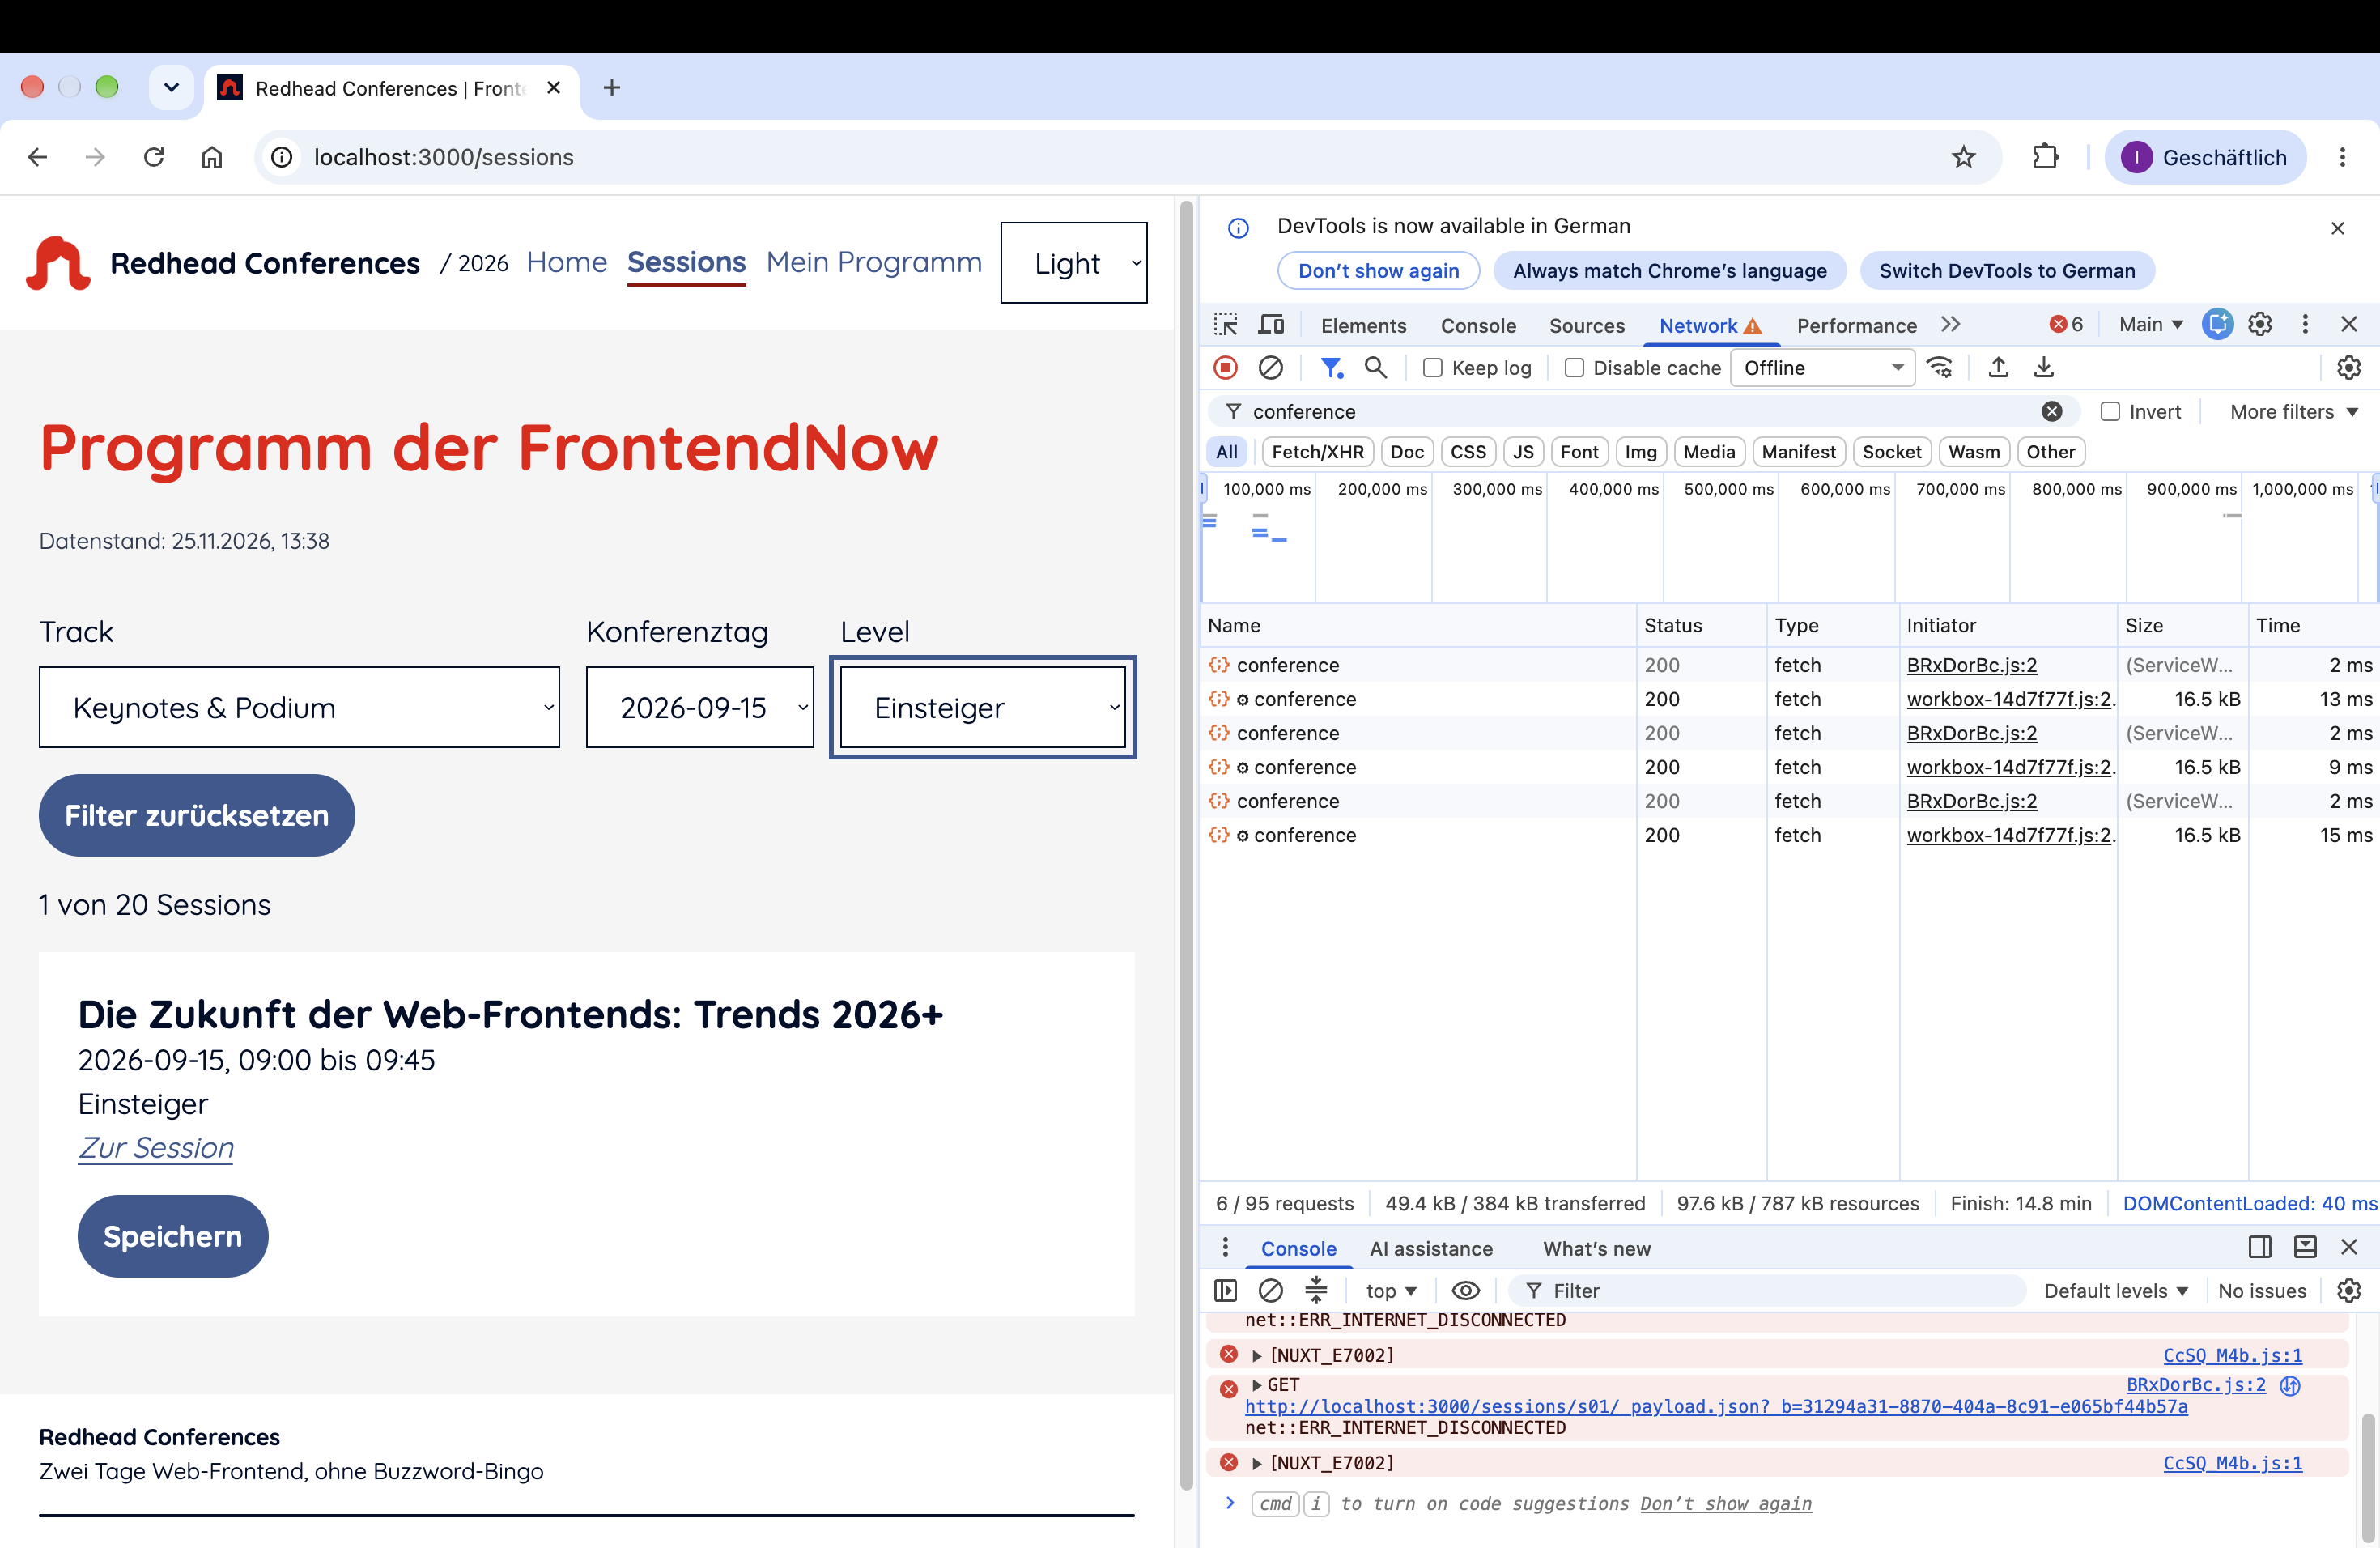 Redhead Conferences | Fronte
localhost:3000/sessions
I Geschäftlich
Redhead Conferences / 2026 Home Sessions Mein Programm Light
Programm der FrontendNow
Datenstand: 25.11.2026, 13:38
Track Konferenztag Level
Keynotes & Podium 2026-09-15 Einsteiger
Filter zurücksetzen
1 von 20 Sessions
Die Zukunft der Web-Frontends: Trends 2026+
2026-09-15, 09:00 bis 09:45
Einsteiger
Zur Session
Speichern
Redhead Conferences
Zwei Tage Web-Frontend, ohne Buzzword-Bingo
DevTools is now available in German
Don't show again Always match Chrome's language Switch DevTools to German
Elements Console Sources Network Performance 6 Main
Keep log Disable cache Offline
conference Invert More filters
All Fetch/XHR Doc CSS JS Font Img Media Manifest Socket Wasm Other
100,000 ms 200,000 ms 300,000 ms 400,000 ms 500,000 ms 600,000 ms 700,000 ms 800,000 ms 900,000 ms 1,000,000 ms
Name Status Type Initiator Size Time
conference 200 fetch BRxDorBc.js:2 (ServiceW... 2 ms
conference 200 fetch workbox-14d7f77f.js:2. 16.5 kB 13 ms
conference 200 fetch BRxDorBc.js:2 (ServiceW... 2 ms
conference 200 fetch workbox-14d7f77f.js:2. 16.5 kB 9 ms
conference 200 fetch BRxDorBc.js:2 (ServiceW... 2 ms
conference 200 fetch workbox-14d7f77f.js:2. 16.5 kB 15 ms
6 / 95 requests 49.4 kB / 384 kB transferred 97.6 kB / 787 kB resources Finish: 14.8 min DOMContentLoaded: 40 ms
Console AI assistance What's new
top Filter Default levels No issues
net::ERR_INTERNET_DISCONNECTED
[NUXT_E7002] CcSQ_M4b.js:1
GET BRxDorBc.js:2
http://localhost:3000/sessions/s01/_payload.json?_b=31294a31-8870-404a-8c91-e065bf44b57a
net::ERR_INTERNET_DISCONNECTED
[NUXT_E7002] CcSQ_M4b.js:1
cmd i to turn on code suggestions Don't show again